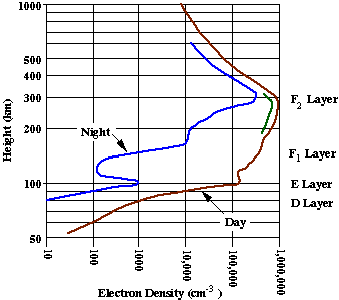 1000
500
400
300
200
100
50
Height (km)
Night
Day
F2 Layer
F1 Layer
E Layer
D Layer
10
100
1000
10,000
100,000
1,000,000
Electron Density (cm-3 )